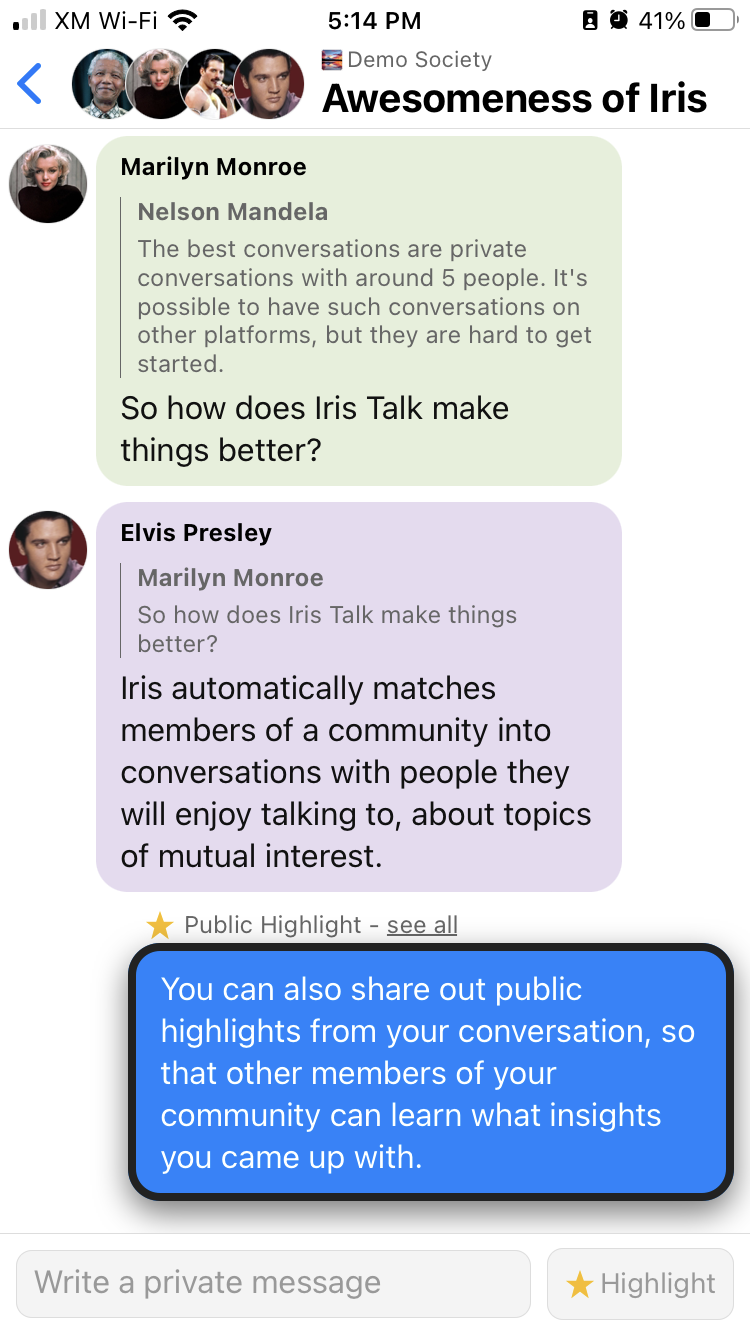 XM Wi-Fi 5:14 PM 41%
Demo Society
Awesomeness of Iris
Marilyn Monroe
Nelson Mandela
The best conversations are private
conversations with around 5 people. It's
possible to have such conversations on
other platforms, but they are hard to get
started.
So how does Iris Talk make
things better?
Elvis Presley
Marilyn Monroe
So how does Iris Talk make things
better?
Iris automatically matches
members of a community into
conversations with people they
will enjoy talking to, about topics
of mutual interest.
Public Highlight - see all
You can also share out public
highlights from your conversation, so
that other members of your
community can learn what insights
you came up with.
Write a private message
Highlight